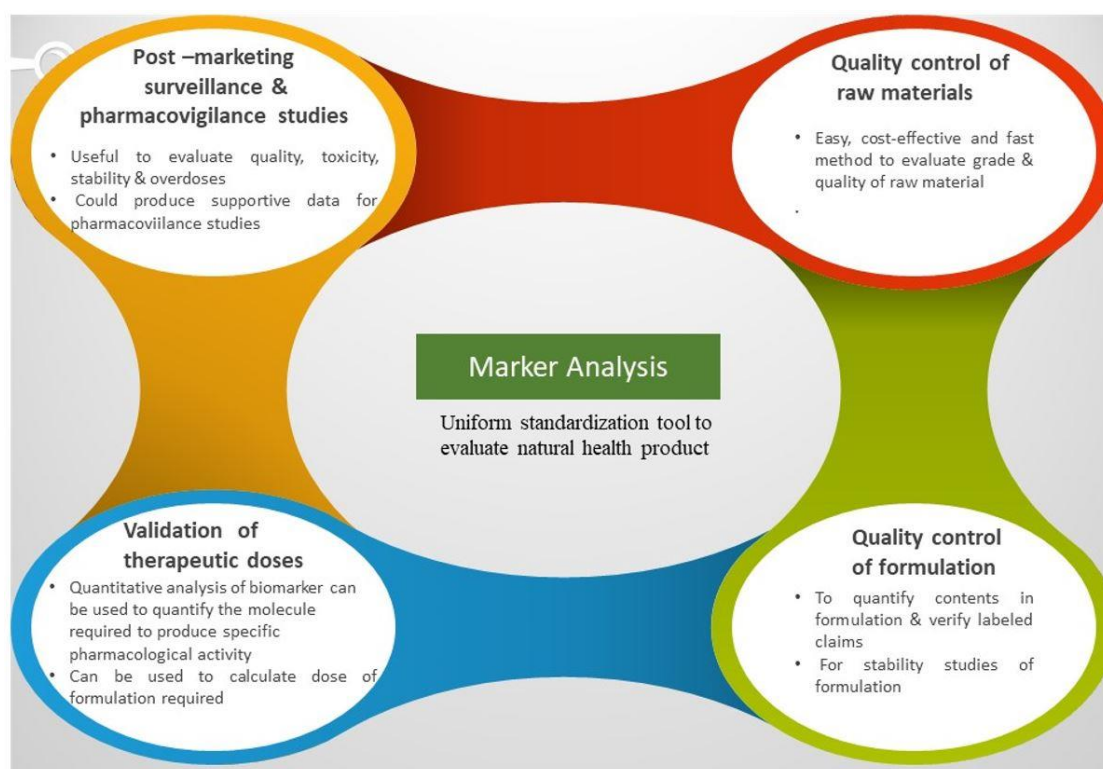 Post –marketing
surveillance &
pharmacovigilance studies
• Useful to evaluate quality, toxicity,
stability & overdoses
• Could produce supportive data for
pharmacoviilance studies
Quality control of
raw materials
• Easy, cost-effective and fast
method to evaluate grade &
quality of raw material
.
Marker Analysis
Uniform standardization tool to
evaluate natural health product
Validation of
therapeutic doses
• Quantitative analysis of biomarker can
be used to quantify the molecule
required to produce specific
pharmacological activity
• Can be used to calculate dose of
formulation required
Quality control
of formulation
• To quantify contents in
formulation & verify labeled
claims
• For stability studies of
formulation